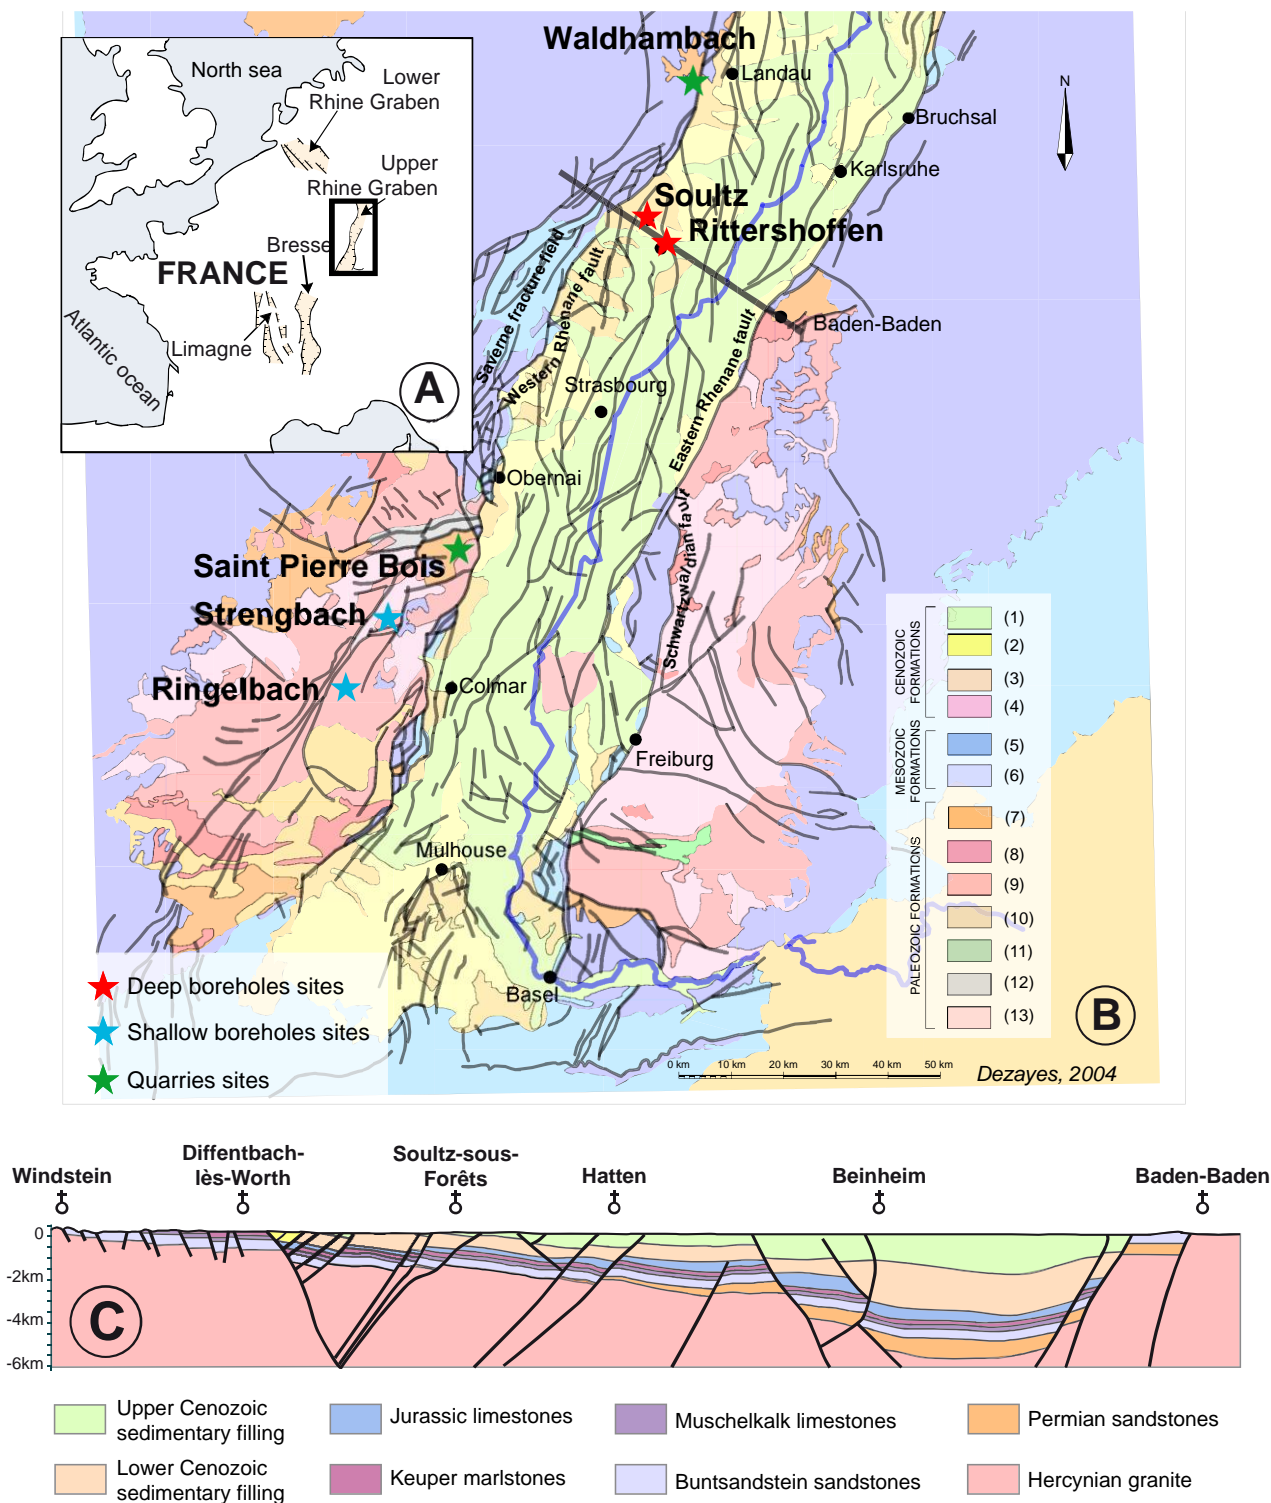 Waldhambach
Landau
Bruchsal
Karlsruhe
N
North sea
Lower
Rhine Graben
Upper
Rhine Graben
Bresse
FRANCE
Limagne
Atlantic ocean
A
Soultz
Rittershoffen
Saverne fracture field
Western Rhenane fault
Baden-Baden
Strasbourg
Eastern Rhenane fault
Obernai
Saint Pierre Bois
Strengbach
Ringelbach
Schwartzwaldian fault
Colmar
Freiburg
Mulhouse
Basel
CENOZOIC
FORMATIONS
MESOZOIC
FORMATIONS
PALEOZOIC FORMATIONS
(1)
(2)
(3)
(4)
(5)
(6)
(7)
(8)
(9)
(10)
(11)
(12)
(13)
Deep boreholes sites
Shallow boreholes sites
Quarries sites
B
0 km 10 km 20 km 30 km 40 km 50 km
Dezayes, 2004
Windstein
Diffentbach-
lès-Worth
Soultz-sous-
Forêts
Hatten
Beinheim
Baden-Baden
0
-2km
-4km
-6km
C
Upper Cenozoic
sedimentary filling
Jurassic limestones
Muschelkalk limestones
Permian sandstones
Lower Cenozoic
sedimentary filling
Keuper marlstones
Buntsandstein sandstones
Hercynian granite